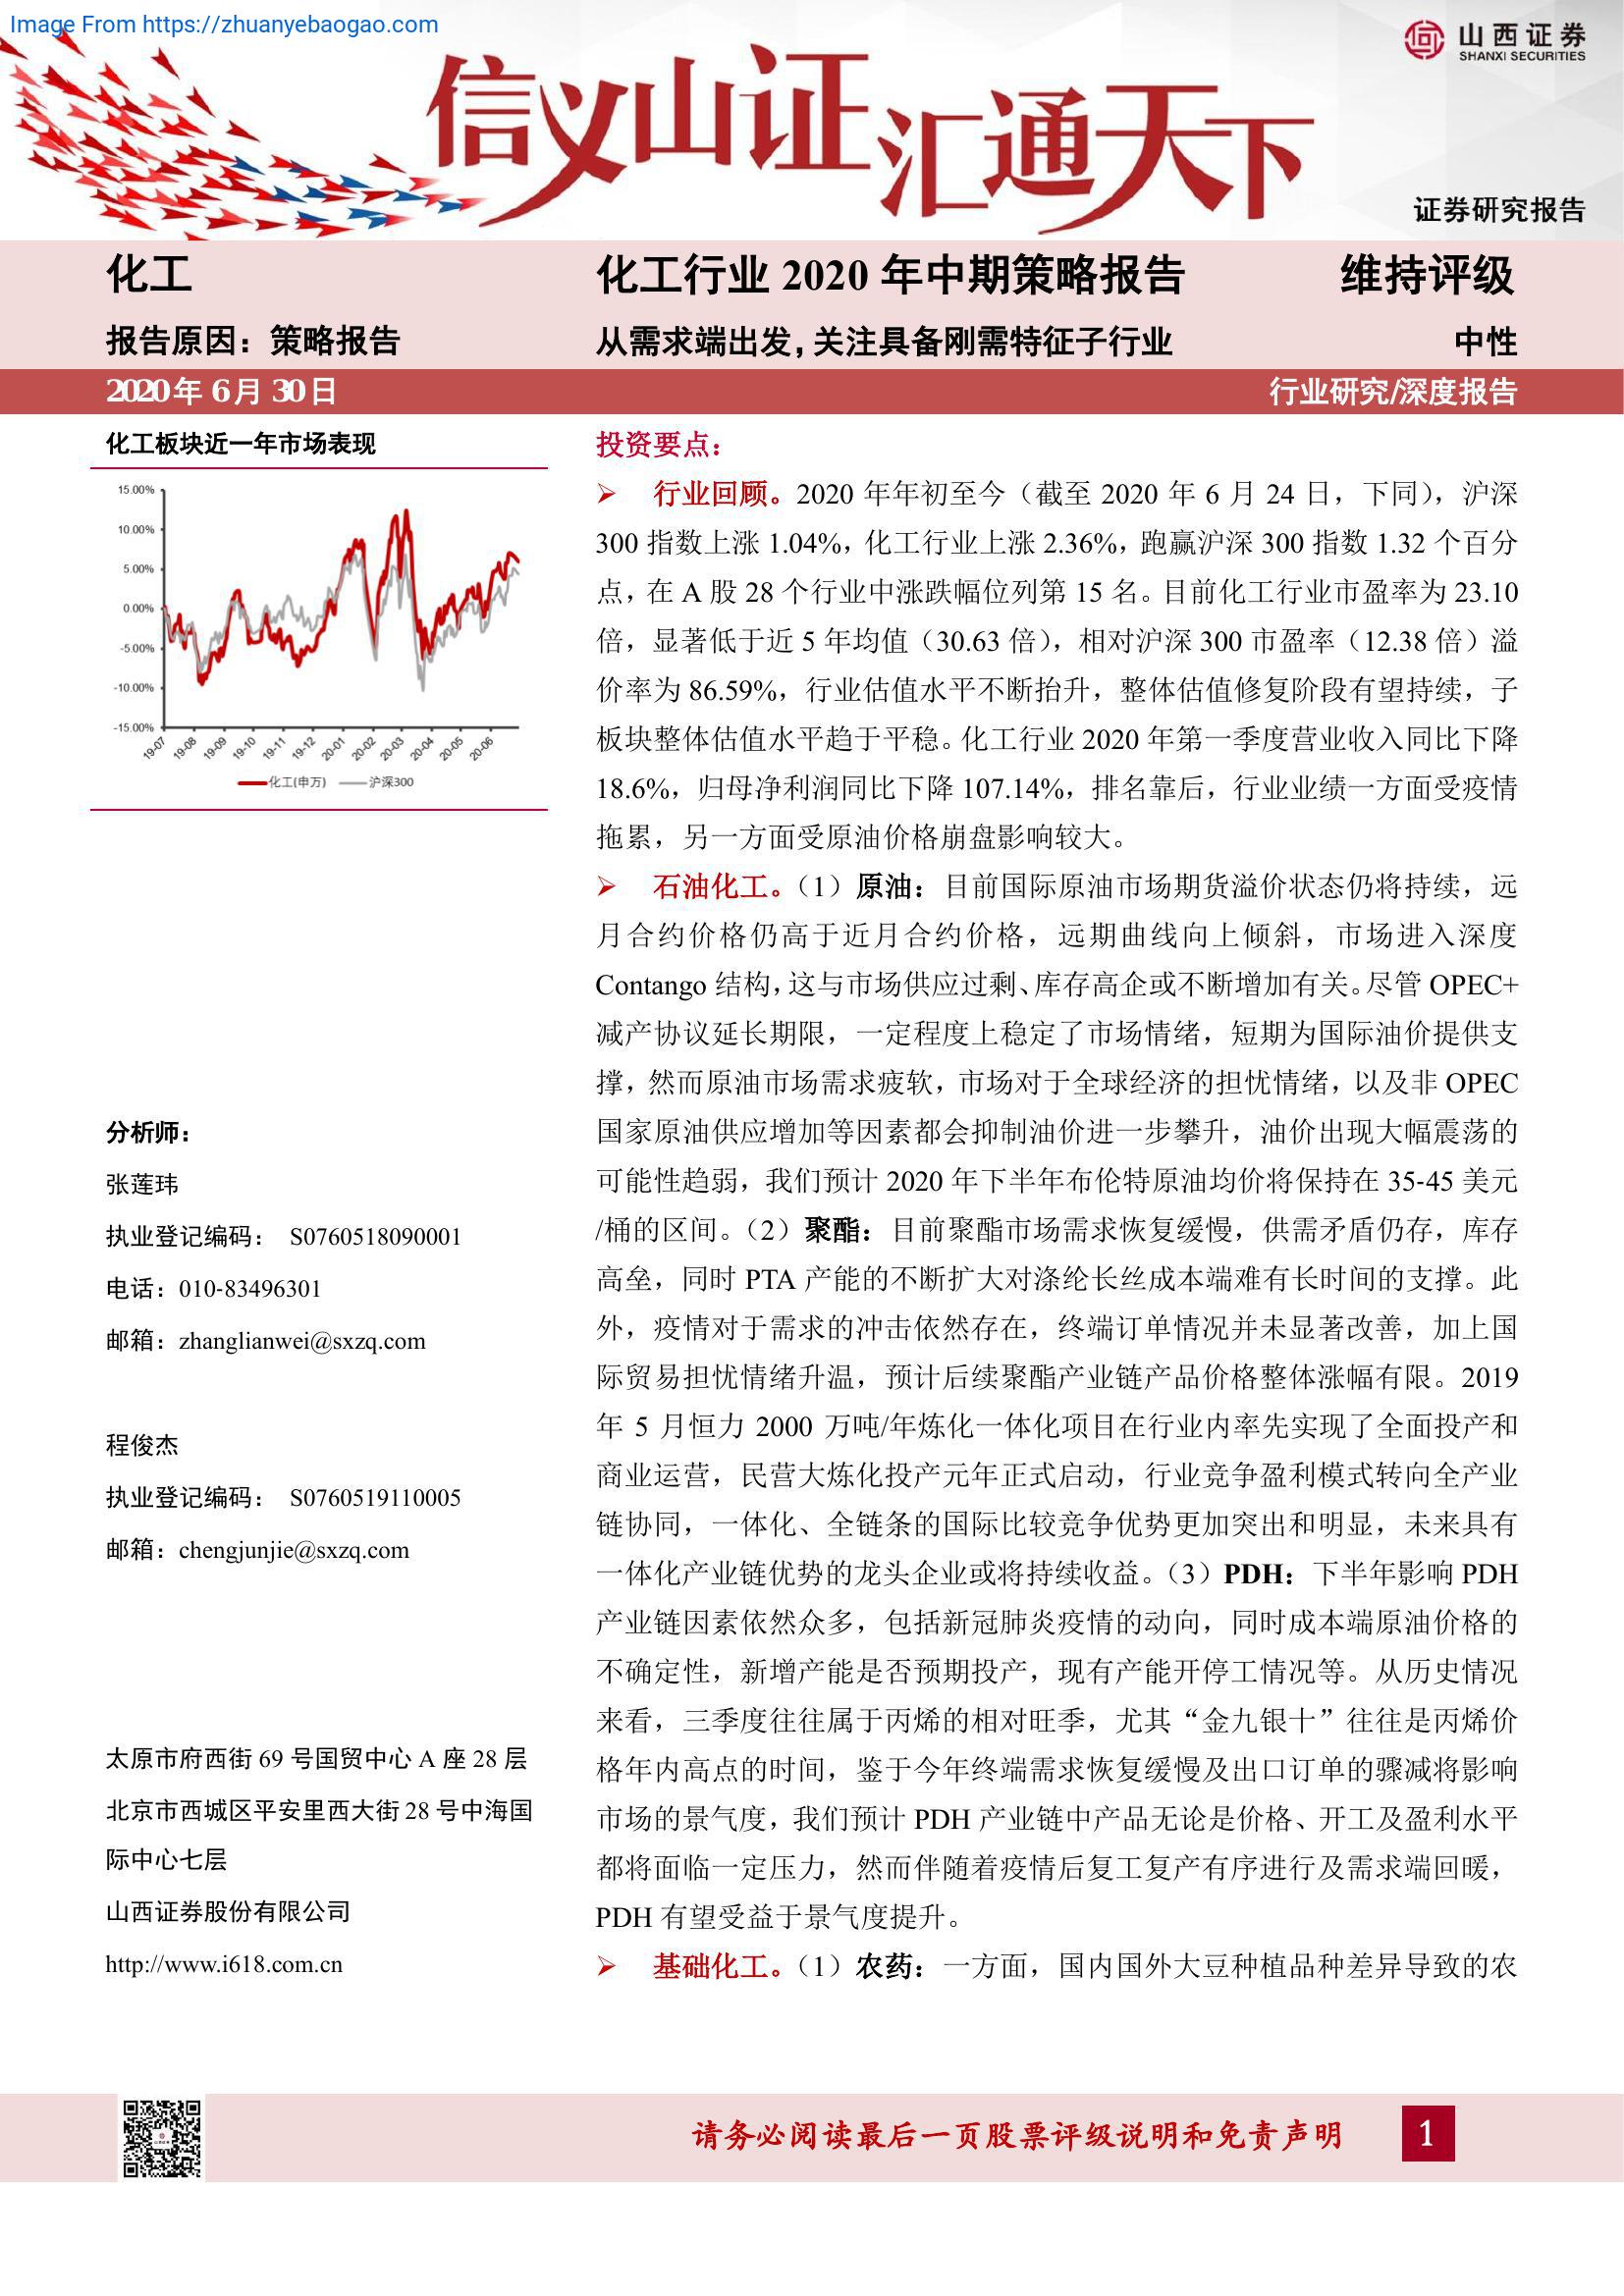 Image From https://zhuanyebaogao.com
山西证券
SHANXI SECURITIES
信义山证汇通天下
证券研究报告
化工
报告原因：策略报告
化工行业 2020 年中期策略报告
维持评级
从需求端出发，关注具备刚需特征子行业
中性
2020年 6月 30日
行业研究/深度报告
化工板块近一年市场表现
15.00%
10.00%
5.00%
0.00%
-5.00%
-10.00%
-15.00%
19-07 19-08 19-09 19-10 19-11 19-12 20-01 20-02 20-03 20-04 20-05 20-06
化工(申万) 沪深300
分析师：
张莲玮
执业登记编码： S0760518090001
电话：010-83496301
邮箱：zhanglianwei@sxzq.com
程俊杰
执业登记编码： S0760519110005
邮箱：chengjunjie@sxzq.com
太原市府西街 69 号国贸中心 A 座 28 层
北京市西城区平安里西大街 28 号中海国
际中心七层
山西证券股份有限公司
http://www.i618.com.cn
投资要点：
➢ 行业回顾。2020 年年初至今（截至 2020 年 6 月 24 日，下同），沪深
300 指数上涨 1.04%，化工行业上涨 2.36%，跑赢沪深 300 指数 1.32 个百分
点，在 A 股 28 个行业中涨跌幅位列第 15 名。目前化工行业市盈率为 23.10
倍，显著低于近 5 年均值（30.63 倍），相对沪深 300 市盈率（12.38 倍）溢
价率为 86.59%，行业估值水平不断抬升，整体估值修复阶段有望持续，子
板块整体估值水平趋于平稳。化工行业 2020 年第一季度营业收入同比下降
18.6%，归母净利润同比下降 107.14%，排名靠后，行业业绩一方面受疫情
拖累，另一方面受原油价格崩盘影响较大。
➢ 石油化工。（1）原油：目前国际原油市场期货溢价状态仍将持续，远
月合约价格仍高于近月合约价格，远期曲线向上倾斜，市场进入深度
Contango 结构，这与市场供应过剩、库存高企或不断增加有关。尽管 OPEC+
减产协议延长期限，一定程度上稳定了市场情绪，短期为国际油价提供支
撑，然而原油市场需求疲软，市场对于全球经济的担忧情绪，以及非 OPEC
国家原油供应增加等因素都会抑制油价进一步攀升，油价出现大幅震荡的
可能性趋弱，我们预计 2020 年下半年布伦特原油均价将保持在 35-45 美元
/桶的区间。（2）聚酯：目前聚酯市场需求恢复缓慢，供需矛盾仍存，库存
高垒，同时 PTA 产能的不断扩大对涤纶长丝成本端难有长时间的支撑。此
外，疫情对于需求的冲击依然存在，终端订单情况并未显著改善，加上国
际贸易担忧情绪升温，预计后续聚酯产业链产品价格整体涨幅有限。2019
年 5 月恒力 2000 万吨/年炼化一体化项目在行业内率先实现了全面投产和
商业运营，民营大炼化投产元年正式启动，行业竞争盈利模式转向全产业
链协同，一体化、全链条的国际比较竞争优势更加突出和明显，未来具有
一体化产业链优势的龙头企业或将持续收益。（3）PDH：下半年影响 PDH
产业链因素依然众多，包括新冠肺炎疫情的动向，同时成本端原油价格的
不确定性，新增产能是否预期投产，现有产能开停工情况等。从历史情况
来看，三季度往往属于丙烯的相对旺季，尤其“金九银十”往往是丙烯价
格年内高点的时间，鉴于今年终端需求恢复缓慢及出口订单的骤减将影响
市场的景气度，我们预计 PDH 产业链中产品无论是价格、开工及盈利水平
都将面临一定压力，然而伴随着疫情后复工复产有序进行及需求端回暖，
PDH 有望受益于景气度提升。
➢ 基础化工。（1）农药：一方面，国内国外大豆种植品种差异导致的农
请务必阅读最后一页股票评级说明和免责声明
1